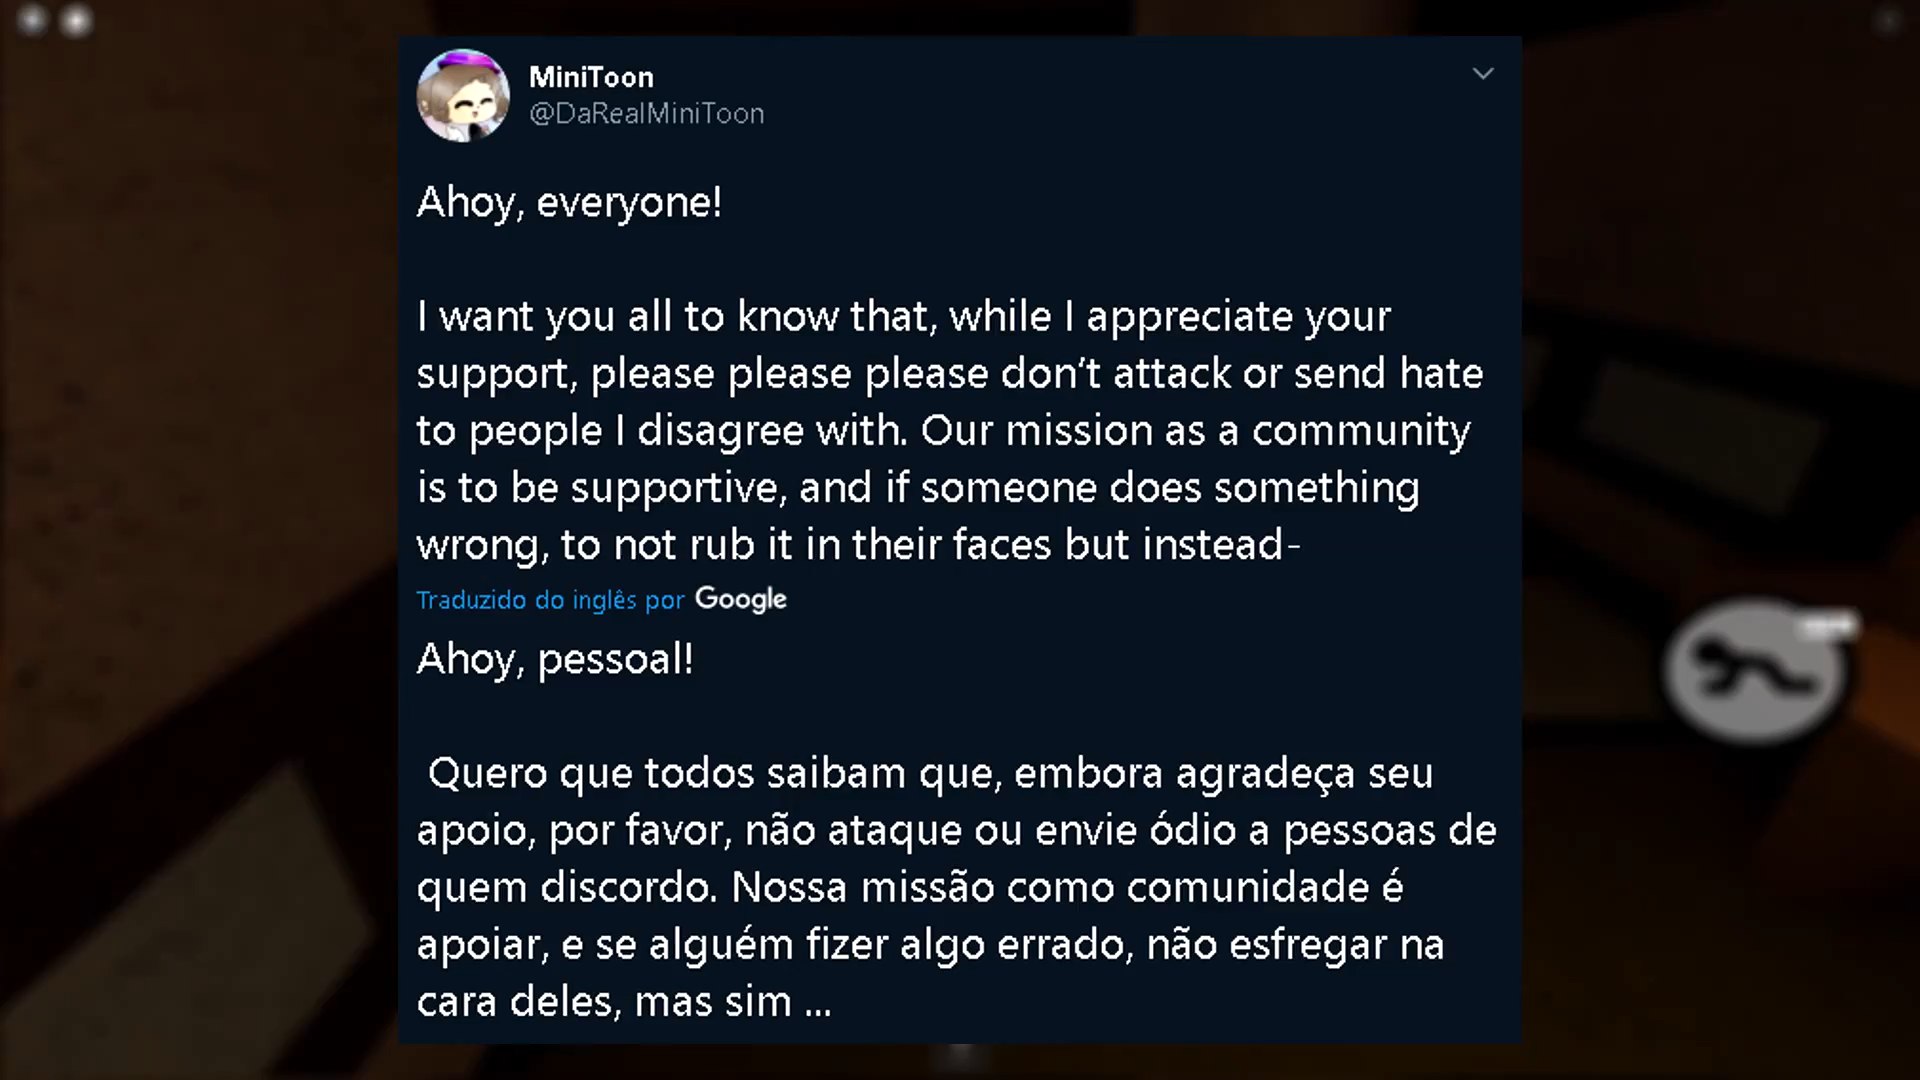 MiniToon
@DaRealMiniToon
Ahoy, everyone!
I want you all to know that, while I appreciate your
support, please please please don’t attack or send hate
to people I disagree with. Our mission as a community
is to be supportive, and if someone does something
wrong, to not rub it in their faces but instead-
Traduzido do inglês por Google
Ahoy, pessoal!
Quero que todos saibam que, embora agradeça seu
apoio, por favor, não ataque ou envie ódio a pessoas de
quem discordo. Nossa missão como comunidade é
apoiar, e se alguém fizer algo errado, não esfregar na
cara deles, mas sim ...